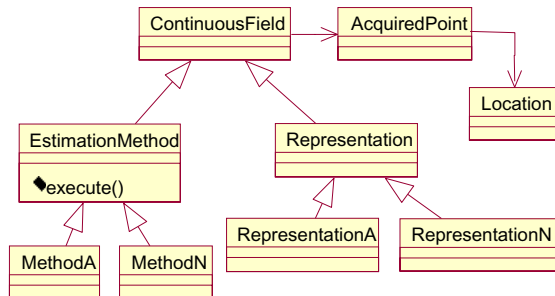 ContinuousField
AcquiredPoint
Location
EstimationMethod
execute()
Representation
RepresentationA
RepresentationN
MethodA
MethodN